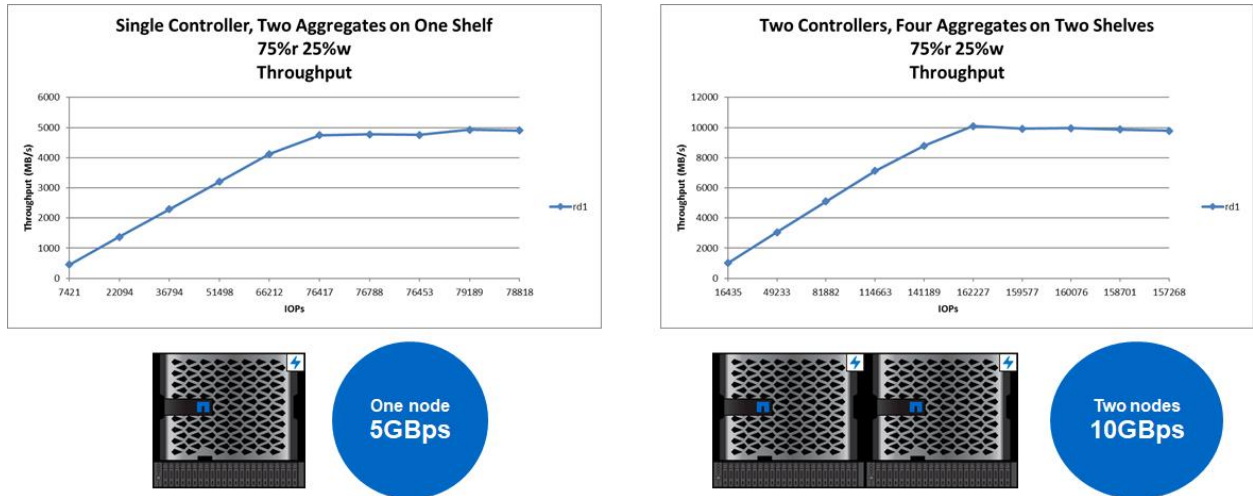 Single Controller, Two Aggregates on One Shelf
75%r 25%w
Throughput
6000
5000
4000
3000
2000
1000
0
Throughput (MB/s)
7421 22094 36794 51498 66212 76417 76788 76453 79189 78818
IOPs
rd1
Two Controllers, Four Aggregates on Two Shelves
75%r 25%w
Throughput
12000
10000
8000
6000
4000
2000
0
Throughput (MB/s)
16435 49233 81882 114663 141189 162227 159577 160076 158701 157268
IOPs
rd1
One node
5GBps
Two nodes
10GBps